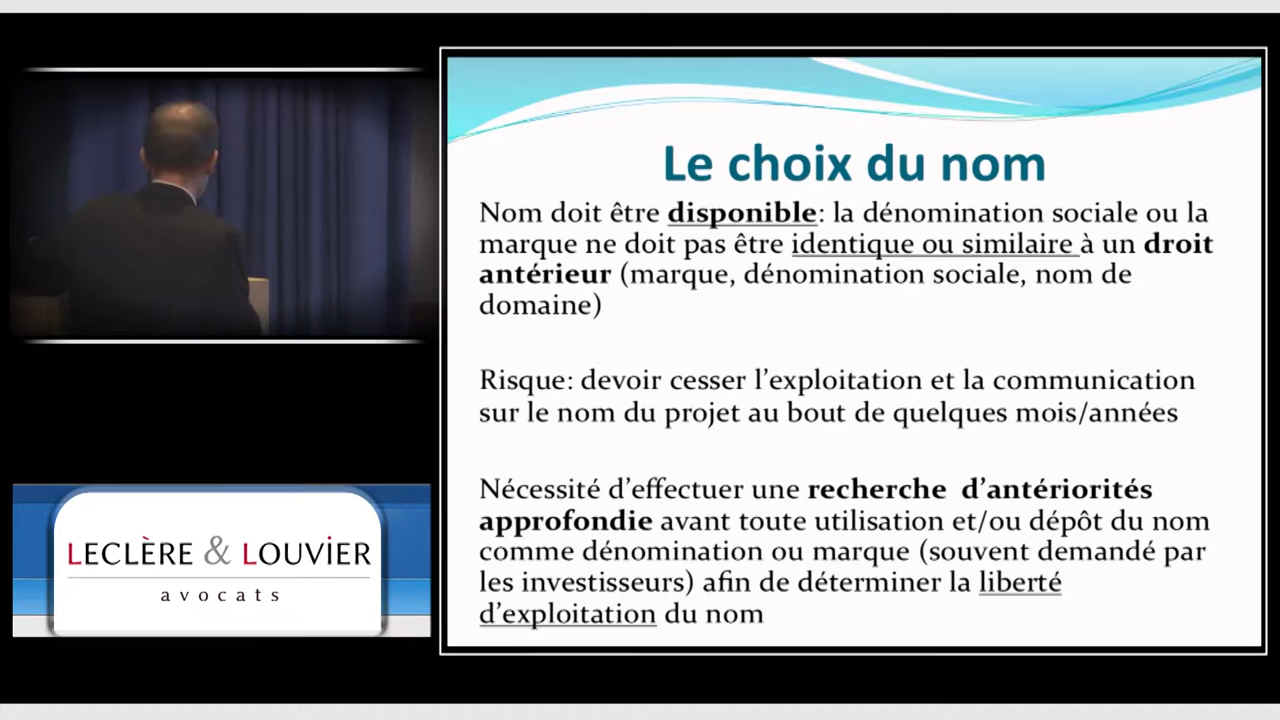 Le choix du nom
Nom doit être disponible: la dénomination sociale ou la
marque ne doit pas être identique ou similaire à un droit
antérieur (marque, dénomination sociale, nom de
domaine)
Risque: devoir cesser l'exploitation et la communication
sur le nom du projet au bout de quelques mois/années
Nécessité d'effectuer une recherche d'antériorités
approfondie avant toute utilisation et/ou dépôt du nom
comme dénomination ou marque (souvent demandé par
les investisseurs) afin de déterminer la liberté
d'exploitation du nom
LECLÈRE & LOUVIER
avocats